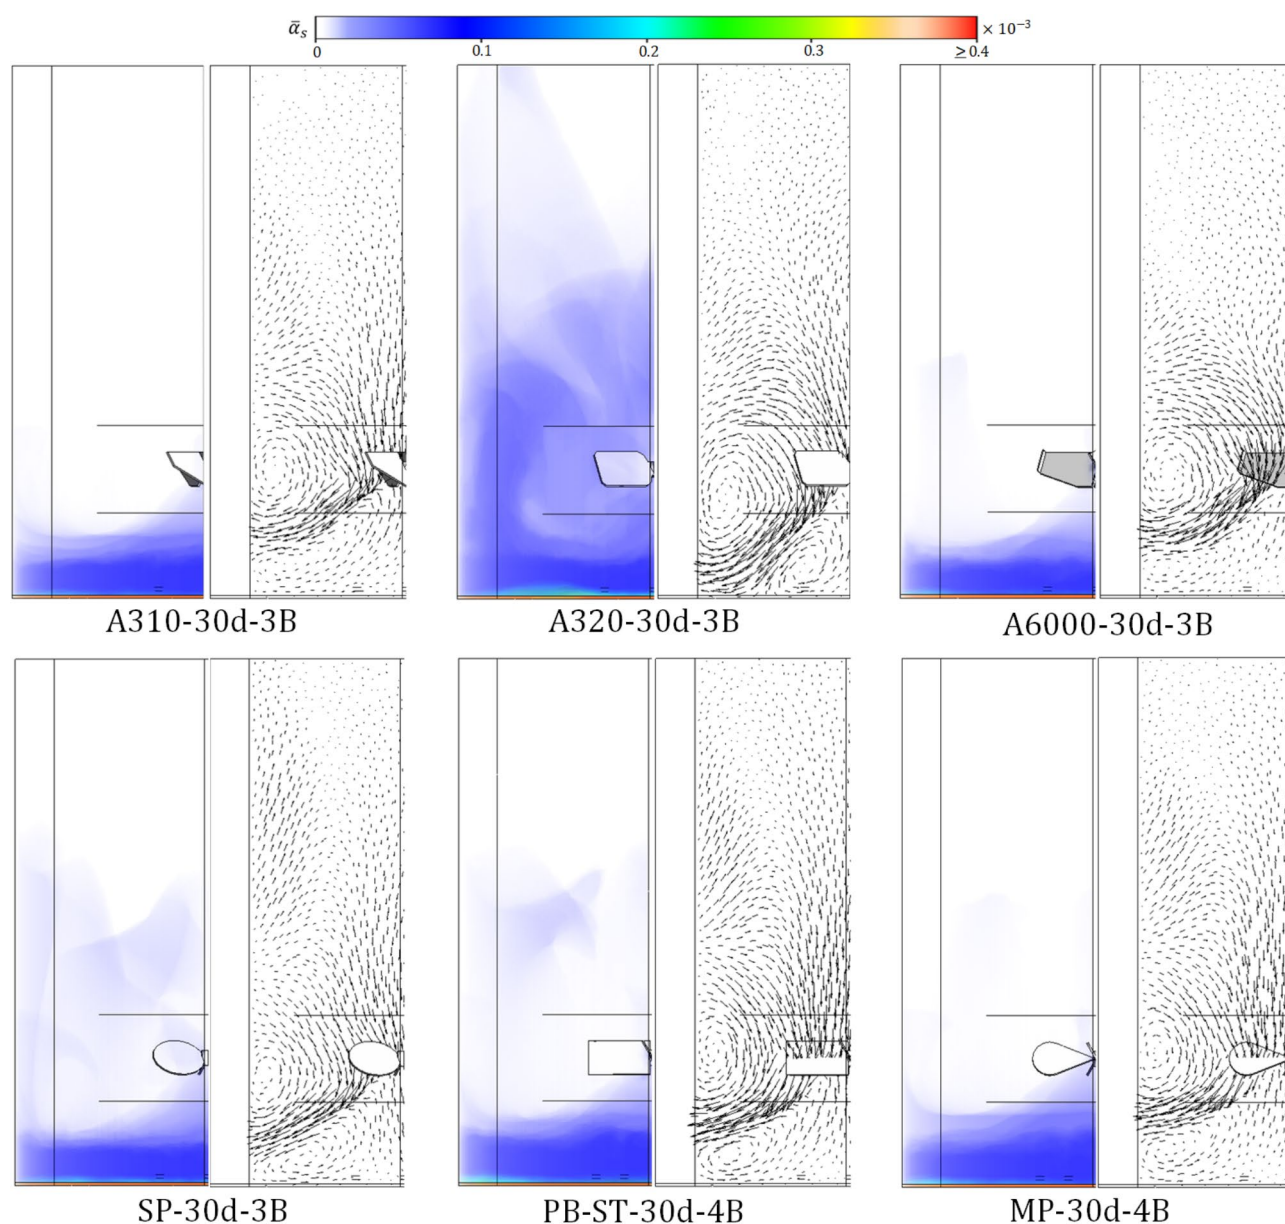 ᾱₛ
× 10⁻³
0 0.1 0.2 0.3 ≥ 0.4
A310-30d-3B A320-30d-3B A6000-30d-3B
SP-30d-3B PB-ST-30d-4B MP-30d-4B